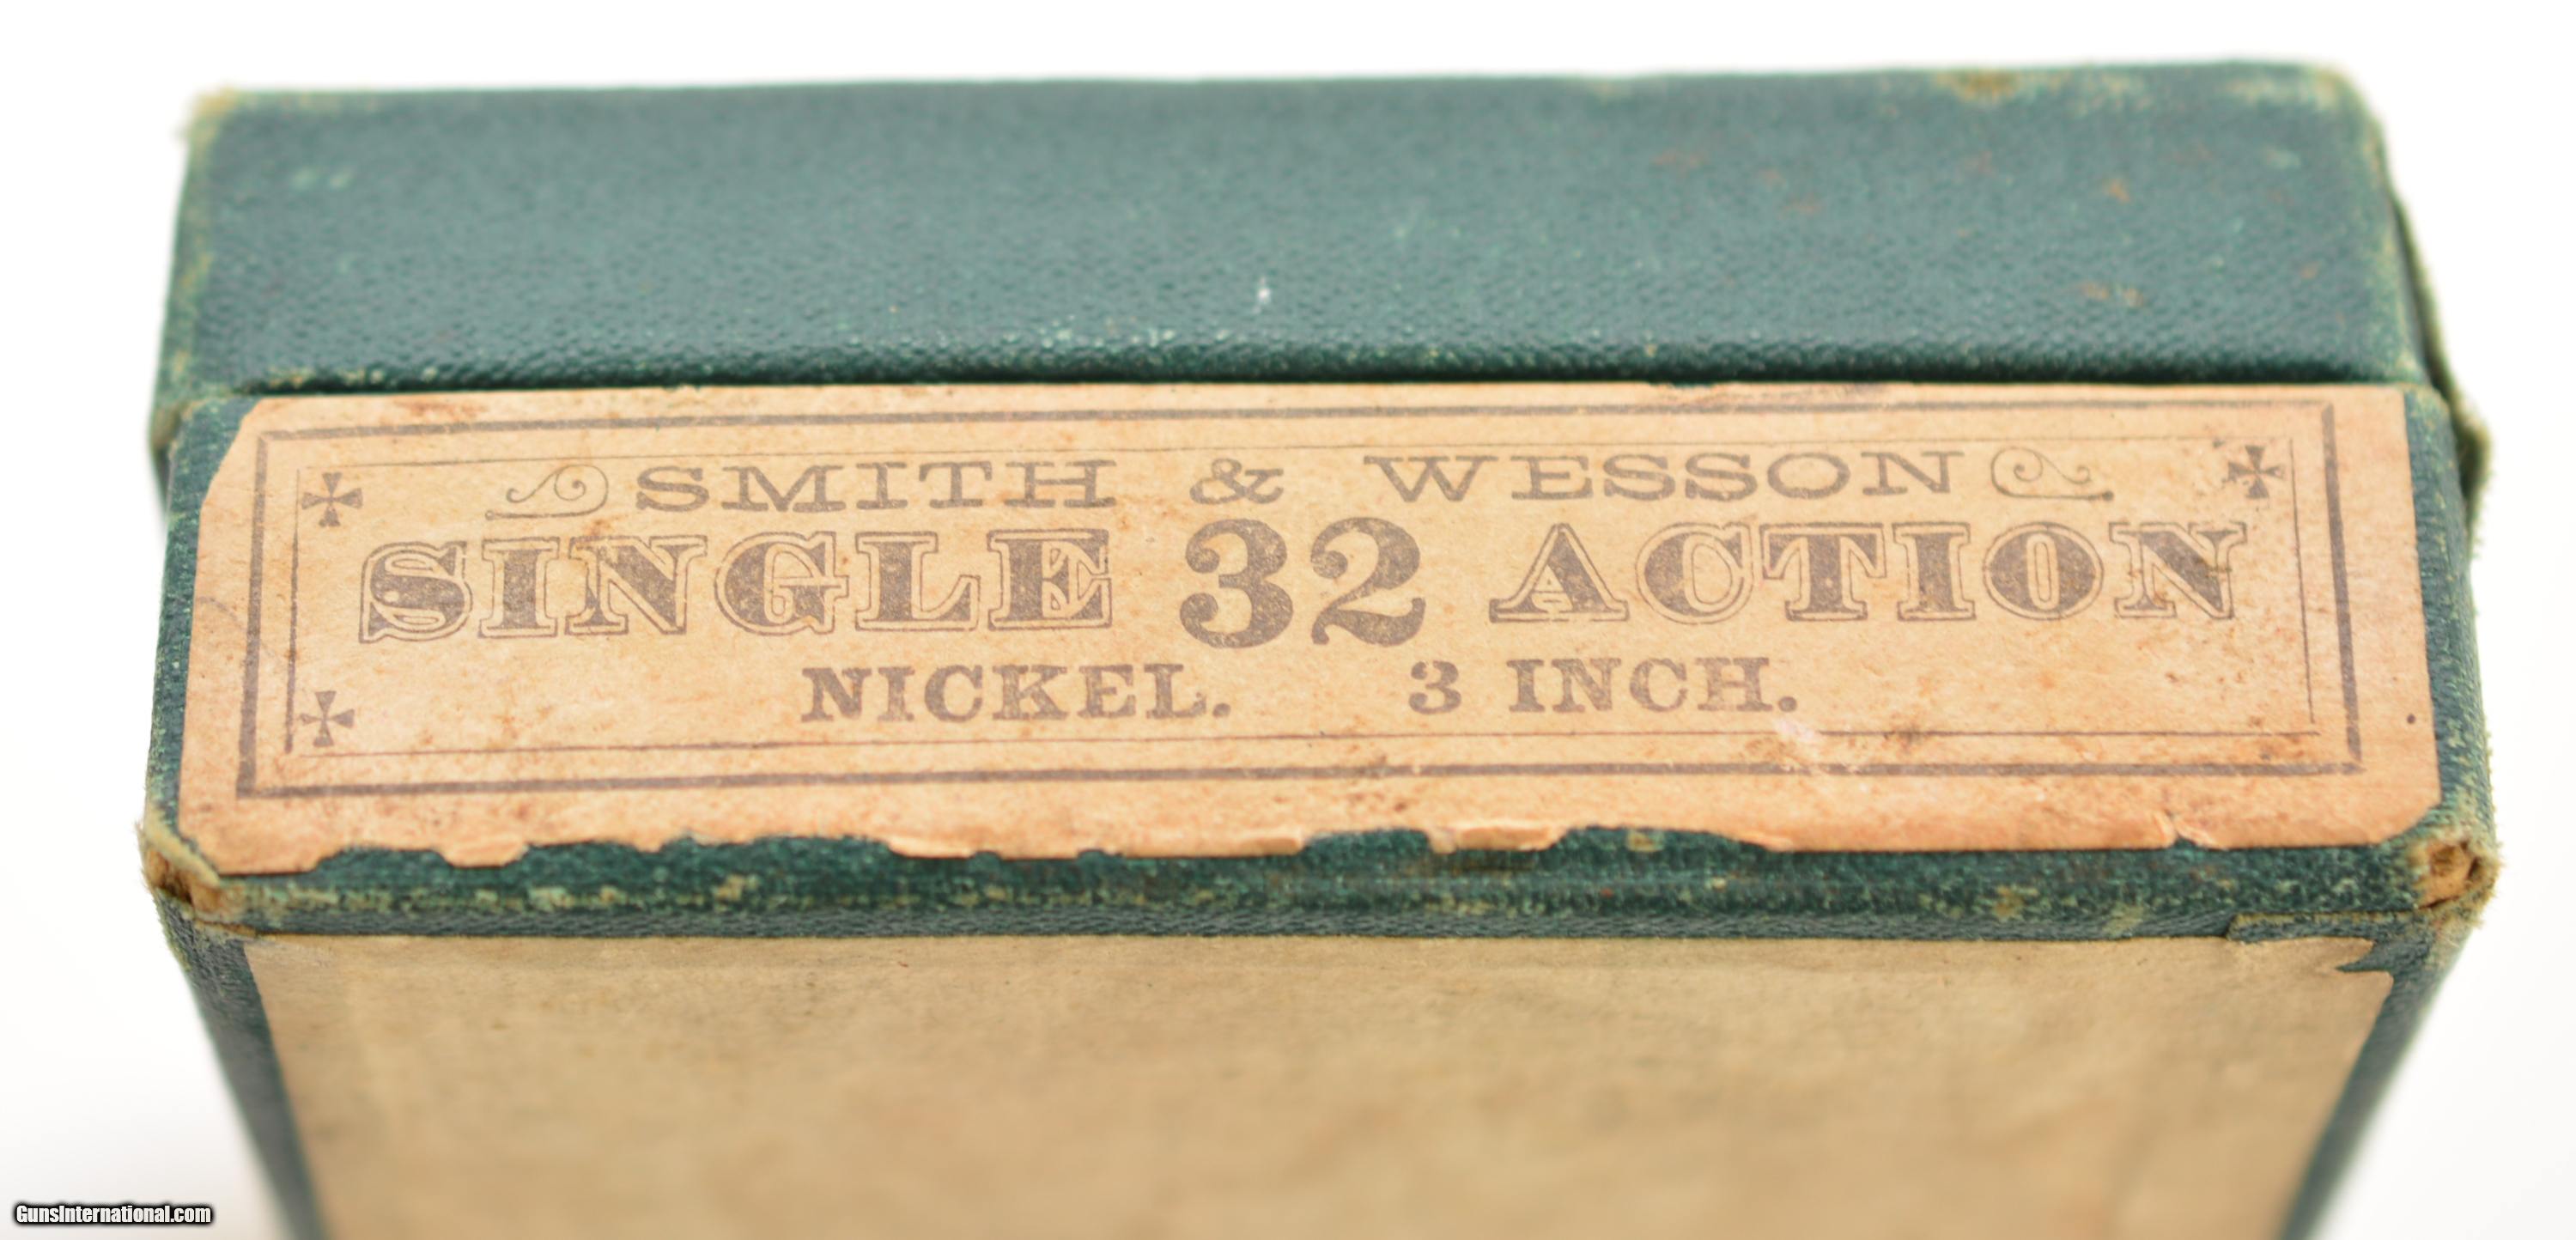 SMITH & WESSON
SINGLE 32 ACTION
NICKEL. 3 INCH.
GunsInternational.com